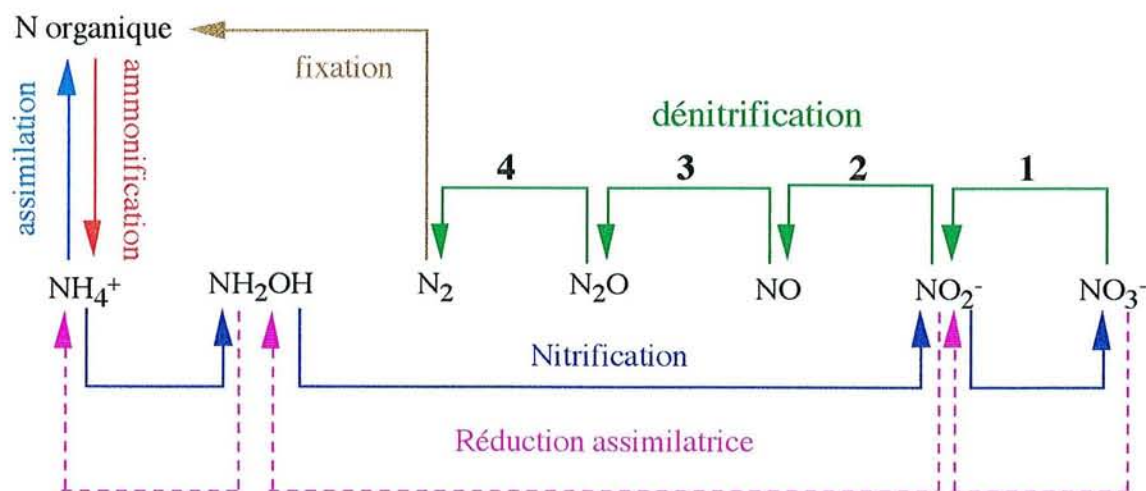 N organique
fixation
assimilation
ammonification
dénitrification
4 3 2 1
NH₄⁺ NH₂OH N₂ N₂O NO NO₂⁻ NO₃⁻
Nitrification
Réduction assimilatrice